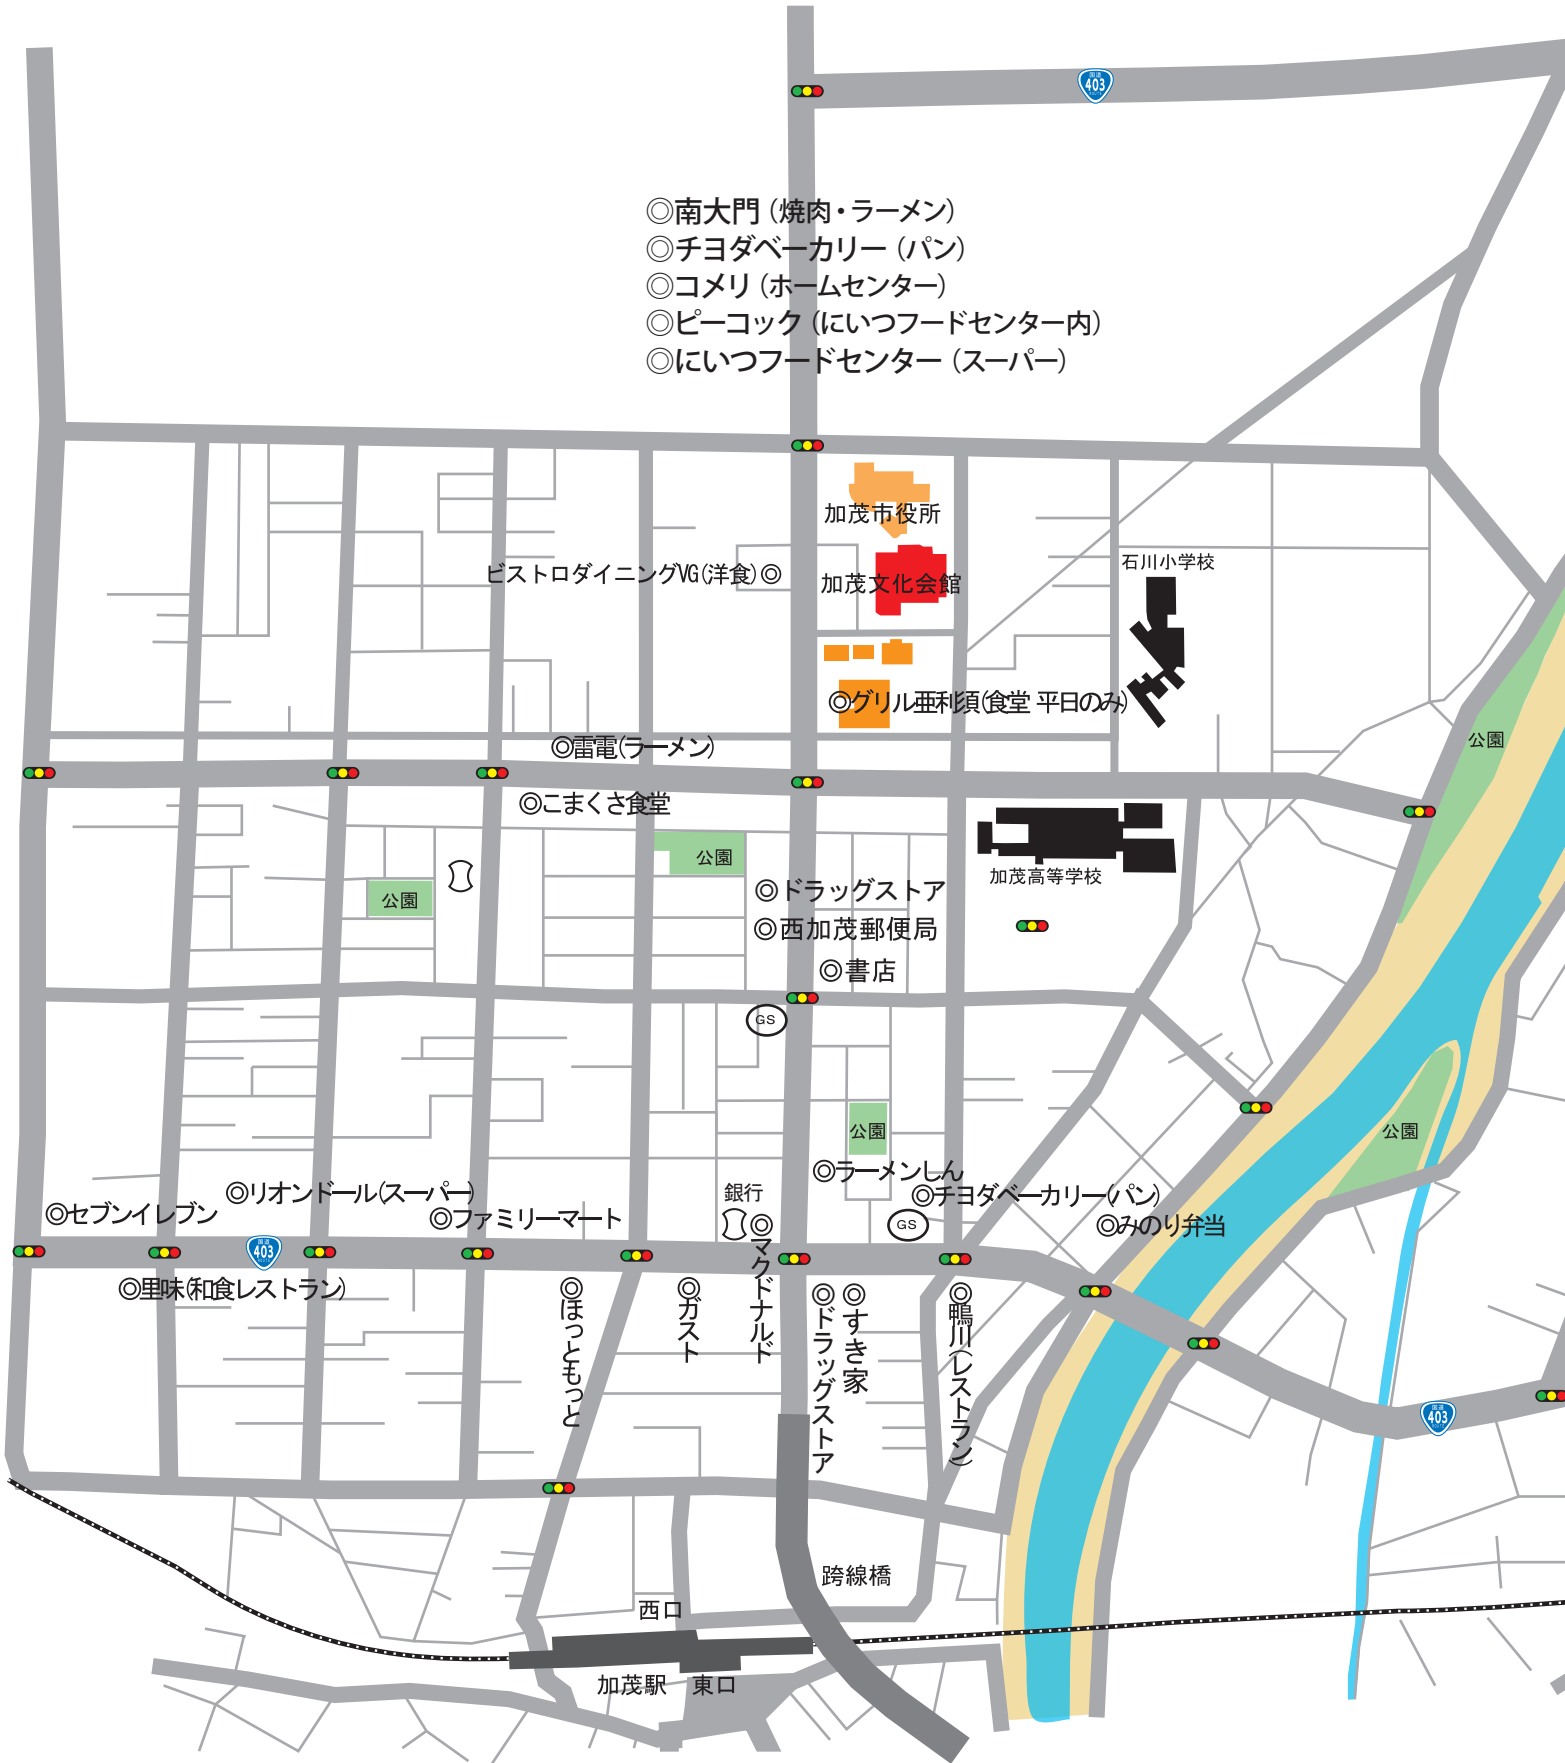 国道
403
ROUTE
◎南大門（焼肉・ラーメン）
◎チヨダベーカリー（パン）
◎コメリ（ホームセンター）
◎ピーコック（にいつフードセンター内）
◎にいつフードセンター（スーパー）
加茂市役所
石川小学校
ビストロダイニングVG(洋食)◎
加茂文化会館
◎グリル亜利須(食堂 平日のみ)
公園
◎雷電(ラーメン)
◎こまくさ食堂
公園
公園
加茂高等学校
◎ドラッグストア
◎西加茂郵便局
◎書店
GS
公園
公園
◎ラーメンしん
銀行
◎リオンドール(スーパー)
◎チヨダベーカリー(パン)
◎セブンイレブン
◎ファミリーマート
GS
◎みのり弁当
国道
403
ROUTE
◎里味(和食レストラン)
◎ほっともっと
◎ガスト
◎マクドナルド
◎ドラッグストア
◎すき家
◎鴨川(レストラン)
国道
403
ROUTE
跨線橋
西口
加茂駅
東口